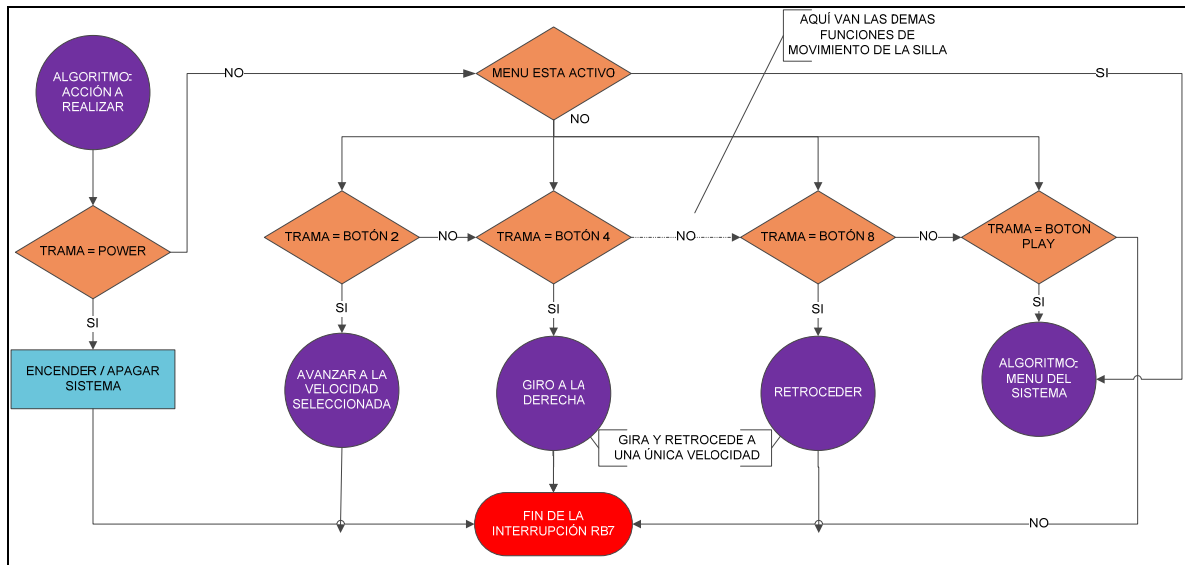 AQUÍ VAN LAS DEMAS
FUNCIONES DE
MOVIMIENTO DE LA SILLA
ALGORITMO:
ACCIÓN A
REALIZAR
NO
MENU ESTA ACTIVO
SI
NO
TRAMA = POWER
TRAMA = BOTÓN 2
NO
TRAMA = BOTÓN 4
NO
TRAMA = BOTÓN 8
NO
TRAMA = BOTON
PLAY
SI
SI
SI
SI
SI
ENCENDER / APAGAR
SISTEMA
AVANZAR A LA
VELOCIDAD
SELECCIONADA
GIRO A LA
DERECHA
RETROCEDER
ALGORITMO:
MENU DEL
SISTEMA
GIRA Y RETROCEDE A
UNA ÚNICA VELOCIDAD
FIN DE LA
INTERRUPCIÓN RB7
NO